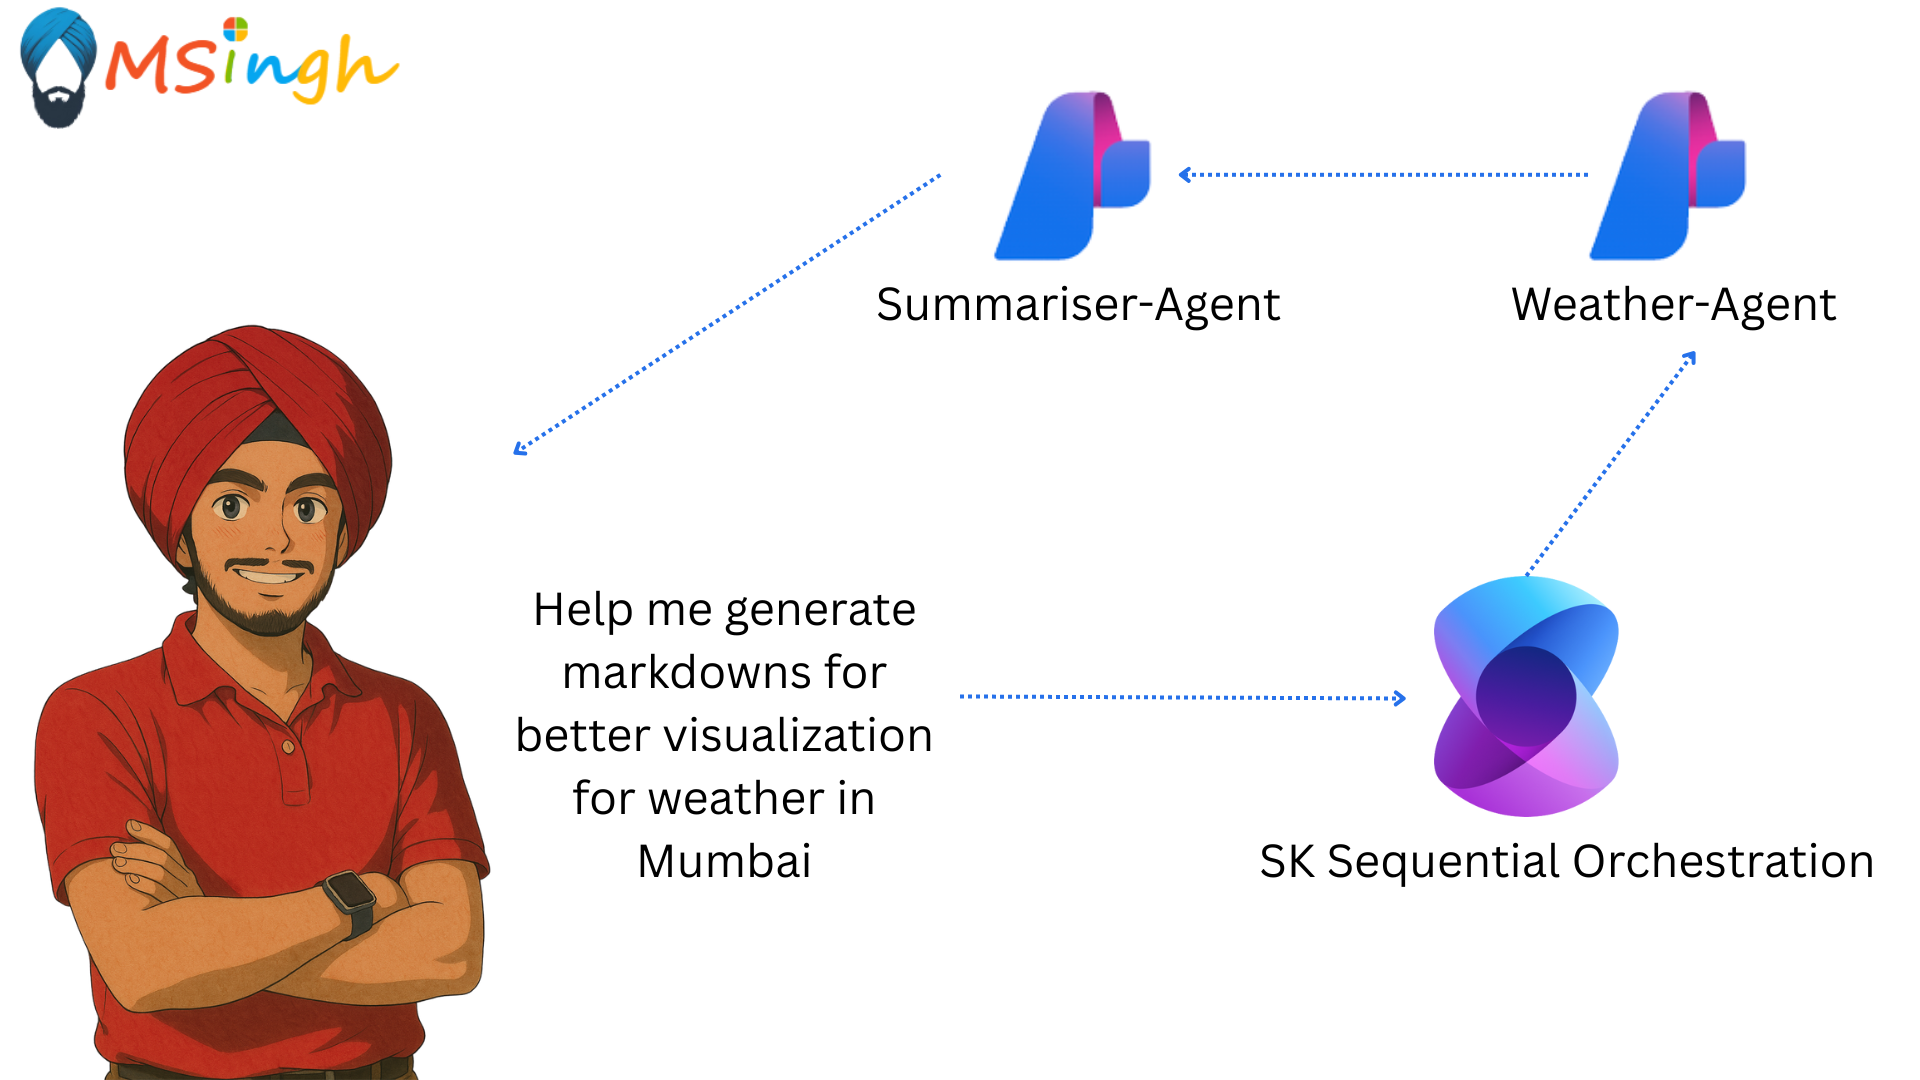 MSingh
Summariser-Agent
Weather-Agent
Help me generate
markdowns for
better visualization
for weather in
Mumbai
SK Sequential Orchestration